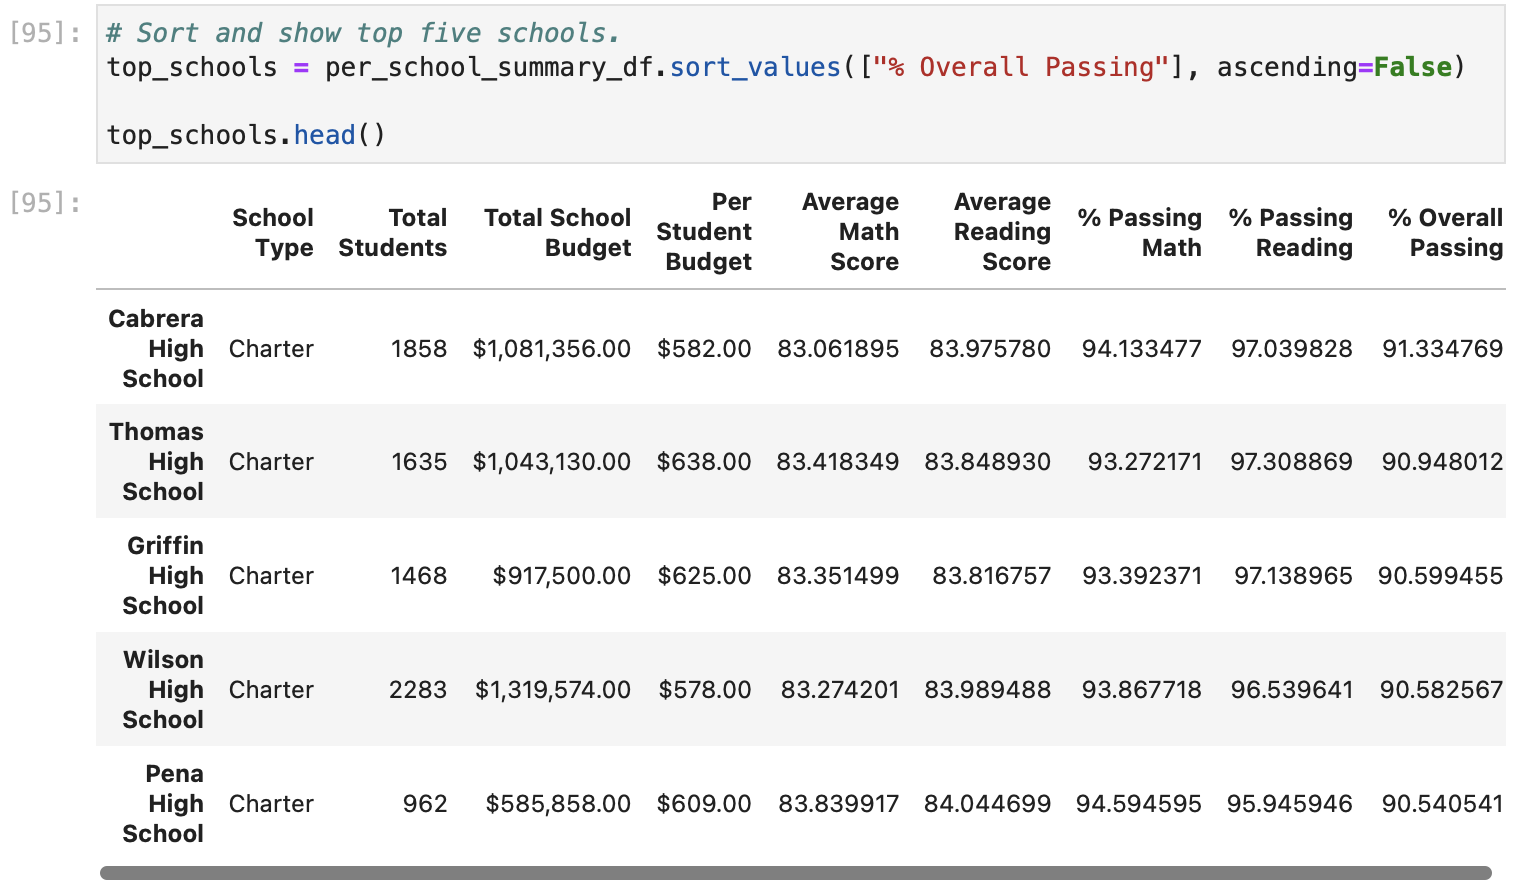 [95]:
# Sort and show top five schools.
top_schools = per_school_summary_df.sort_values(["% Overall Passing"], ascending=False)
top_schools.head()
[95]:
School Type Total Students Total School Budget Per Student Budget Average Math Score Average Reading Score % Passing Math % Passing Reading % Overall Passing
Cabrera High School Charter 1858 $1,081,356.00 $582.00 83.061895 83.975780 94.133477 97.039828 91.334769
Thomas High School Charter 1635 $1,043,130.00 $638.00 83.418349 83.848930 93.272171 97.308869 90.948012
Griffin High School Charter 1468 $917,500.00 $625.00 83.351499 83.816757 93.392371 97.138965 90.599455
Wilson High School Charter 2283 $1,319,574.00 $578.00 83.274201 83.989488 93.867718 96.539641 90.582567
Pena High School Charter 962 $585,858.00 $609.00 83.839917 84.044699 94.594595 95.945946 90.540541